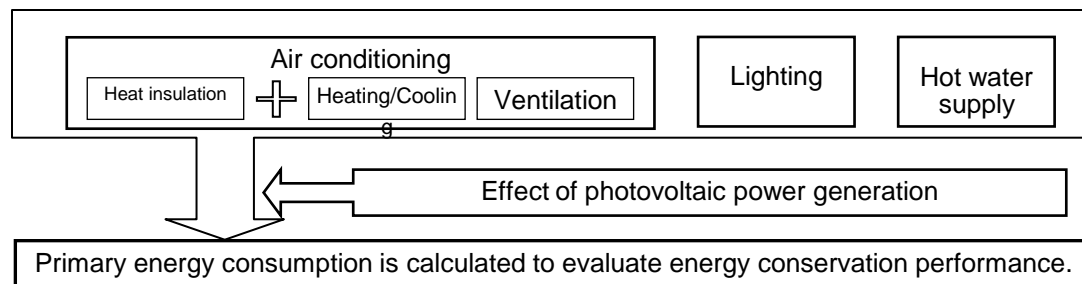 Air conditioning
Heat insulation
Heating/Coolin
g
Ventilation
Lighting
Hot water
supply
Effect of photovoltaic power generation
Primary energy consumption is calculated to evaluate energy conservation performance.